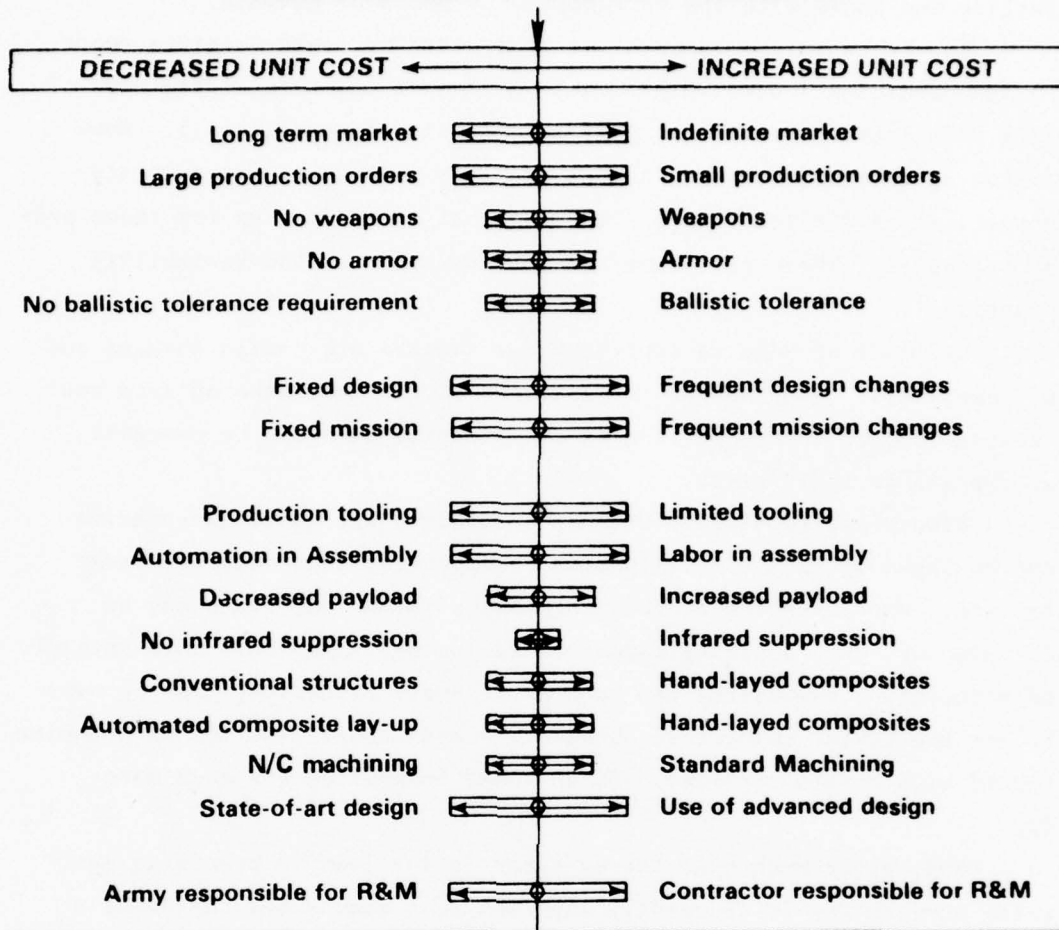 DECREASED UNIT COST INCREASED UNIT COST
Long term market Indefinite market
Large production orders Small production orders
No weapons Weapons
No armor Armor
No ballistic tolerance requirement Ballistic tolerance
Fixed design Frequent design changes
Fixed mission Frequent mission changes
Production tooling Limited tooling
Automation in Assembly Labor in assembly
Decreased payload Increased payload
No infrared suppression Infrared suppression
Conventional structures Hand-layed composites
Automated composite lay-up Hand-layed composites
N/C machining Standard Machining
State-of-art design Use of advanced design
Army responsible for R&M Contractor responsible for R&M